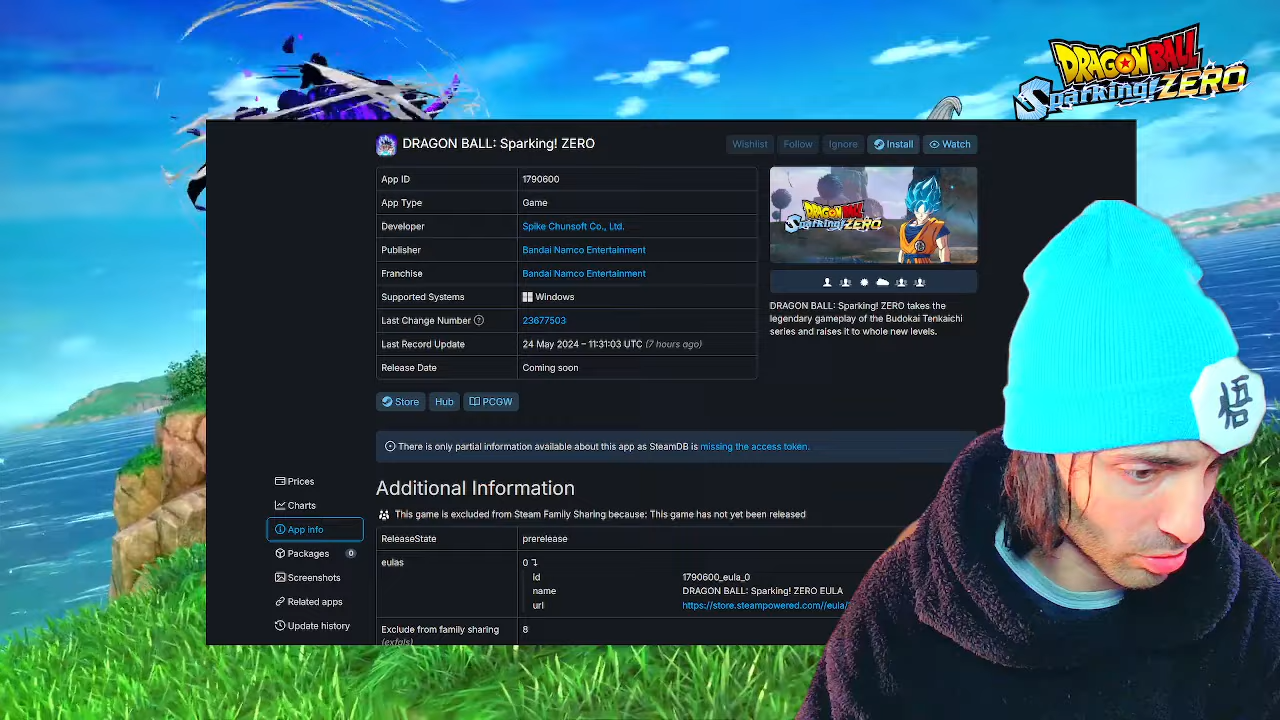 DRAGON BALL
Sparking! ZERO
DRAGON BALL: Sparking! ZERO
Wishlist
Follow
Ignore
Install
Watch
App ID 1790600
App Type Game
Developer Spike Chunsoft Co., Ltd.
Publisher Bandai Namco Entertainment
Franchise Bandai Namco Entertainment
Supported Systems Windows
Last Change Number 23677503
Last Record Update 24 May 2024 – 11:31:03 UTC (7 hours ago)
Release Date Coming soon
DRAGON BALL
Sparking! ZERO
DRAGON BALL: Sparking! ZERO takes the
legendary gameplay of the Budokai Tenkaichi
series and raises it to whole new levels.
Store
Hub
PCGW
There is only partial information available about this app as SteamDB is missing the access token.
Prices
Charts
App info
Packages 0
Screenshots
Related apps
Update history
Additional Information
This game is excluded from Steam Family Sharing because: This game has not yet been released
ReleaseState prerelease
eulas 0
id 1790600_eula_0
name DRAGON BALL: Sparking! ZERO EULA
url https://store.steampowered.com//eula/
Exclude from family sharing 8
(exfgls)
悟